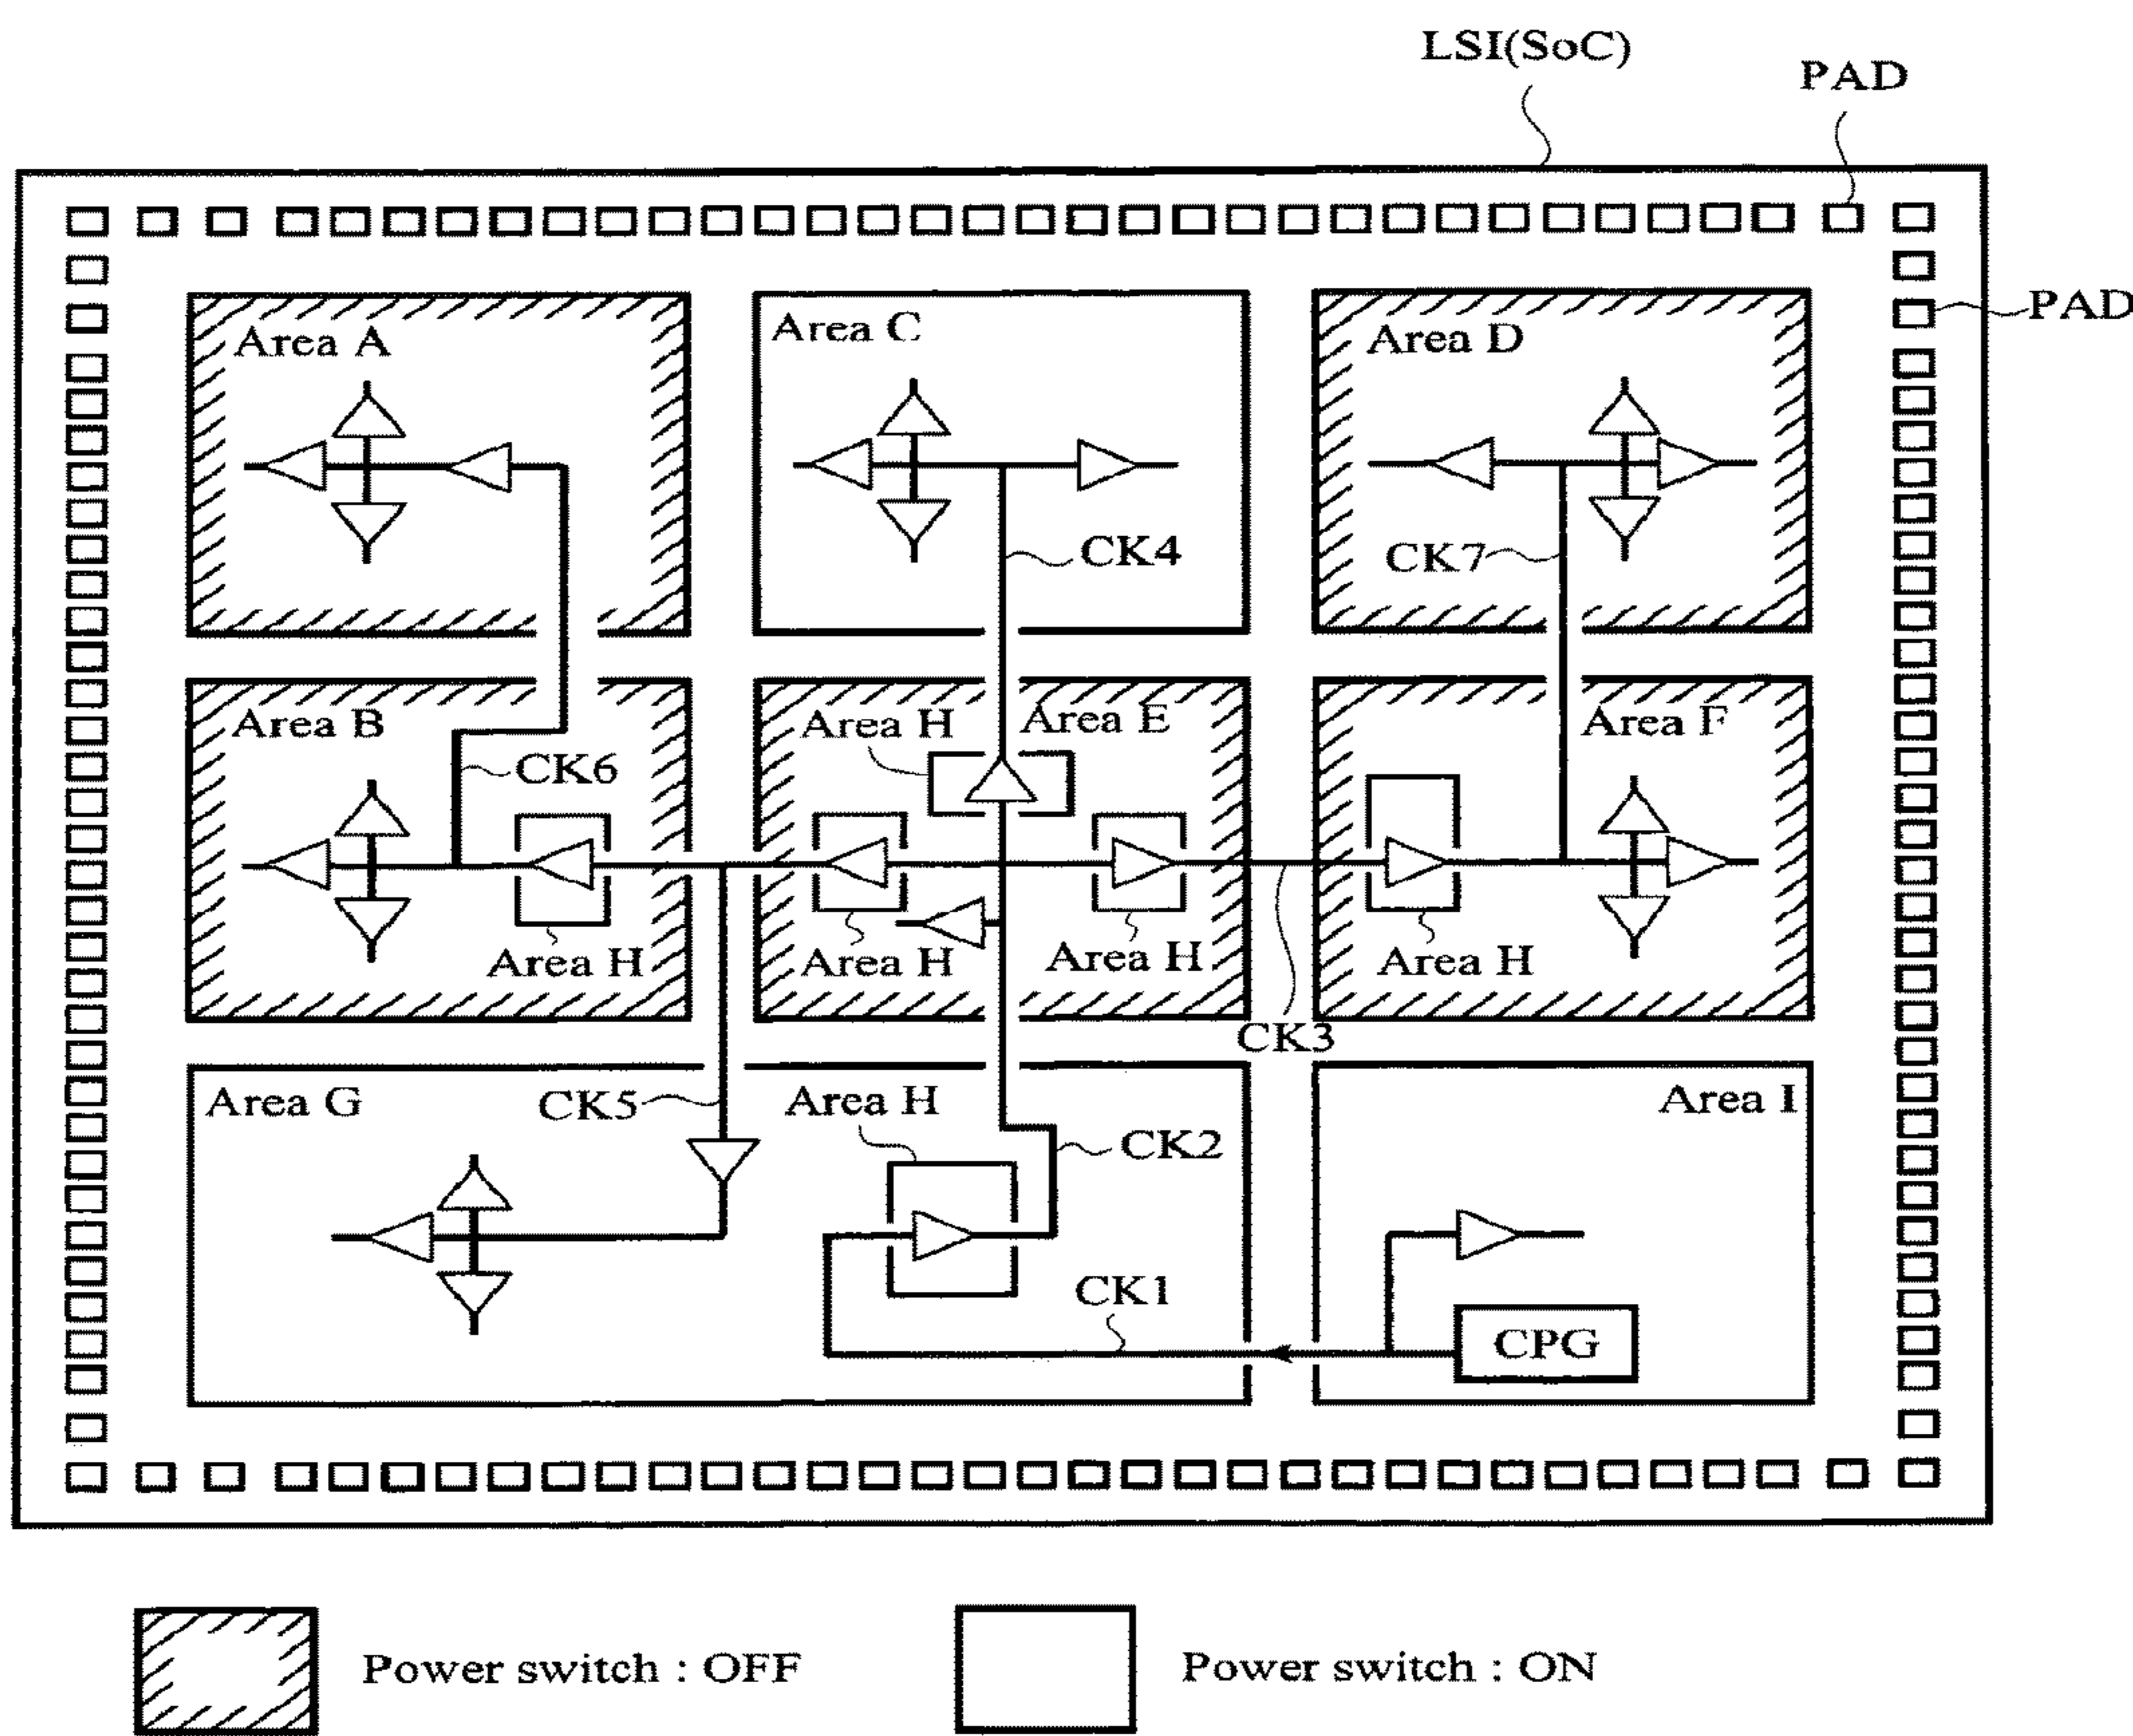 LSI(SoC)
PAD
PAD
Area A
Area C
Area D
CK4
CK7
Area B
Area H
Area E
Area F
CK6
Area H
Area H
Area H
Area H
CK3
Area G
CK5
Area H
CK2
Area I
CK1
CPG
Power switch : OFF
Power switch : ON